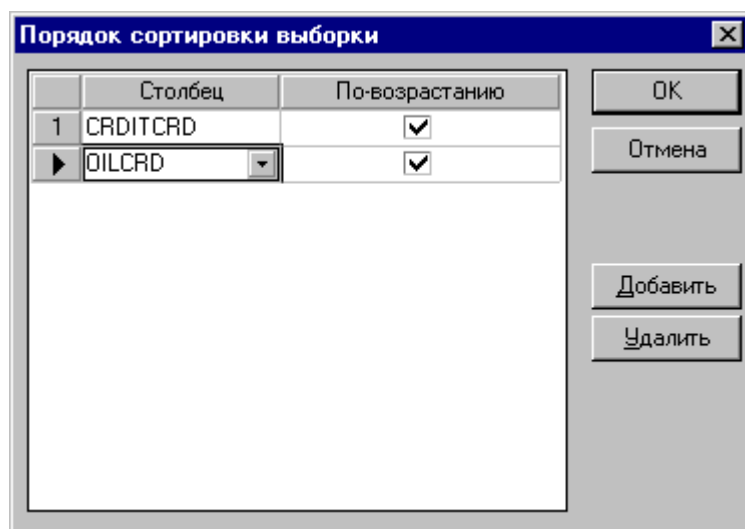 Порядок сортировки выборки
Столбец По-возрастанию
1 CRDITCRD
OILCRD
OK
Отмена
Добавить
Удалить